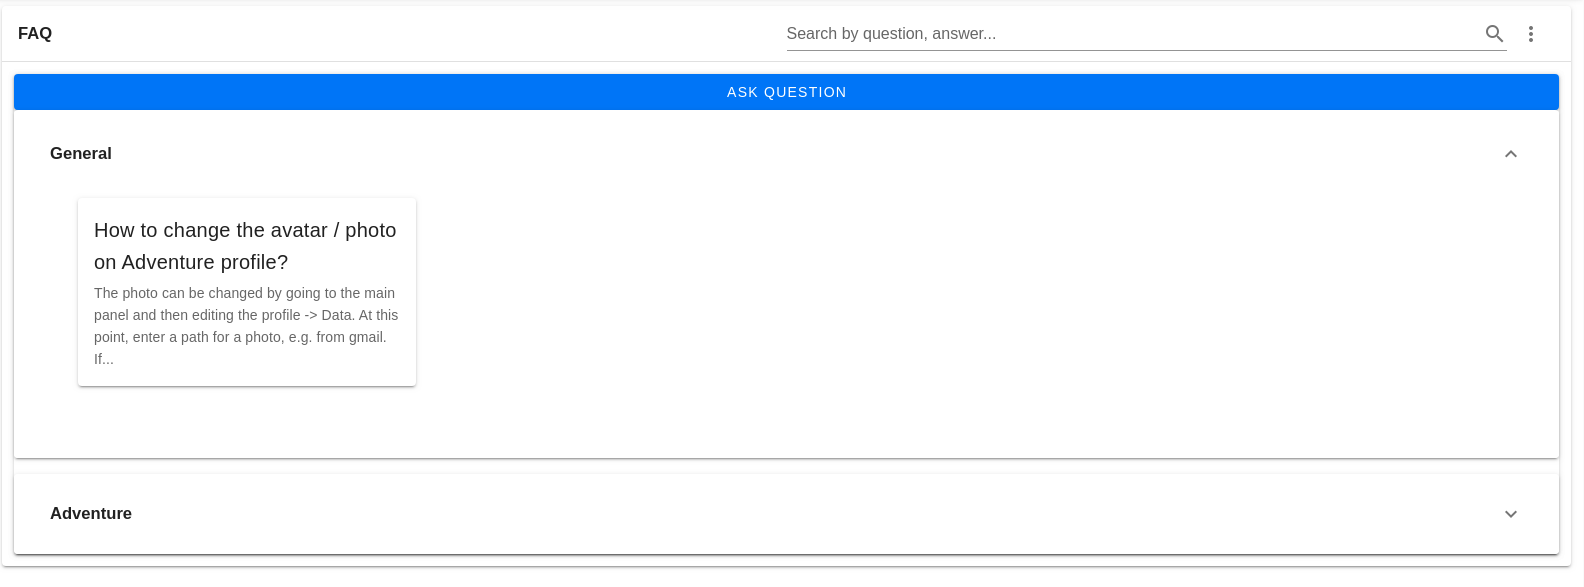 FAQ
Search by question, answer...
ASK QUESTION
General
How to change the avatar / photo
on Adventure profile?
The photo can be changed by going to the main
panel and then editing the profile -> Data. At this
point, enter a path for a photo, e.g. from gmail.
If...
Adventure